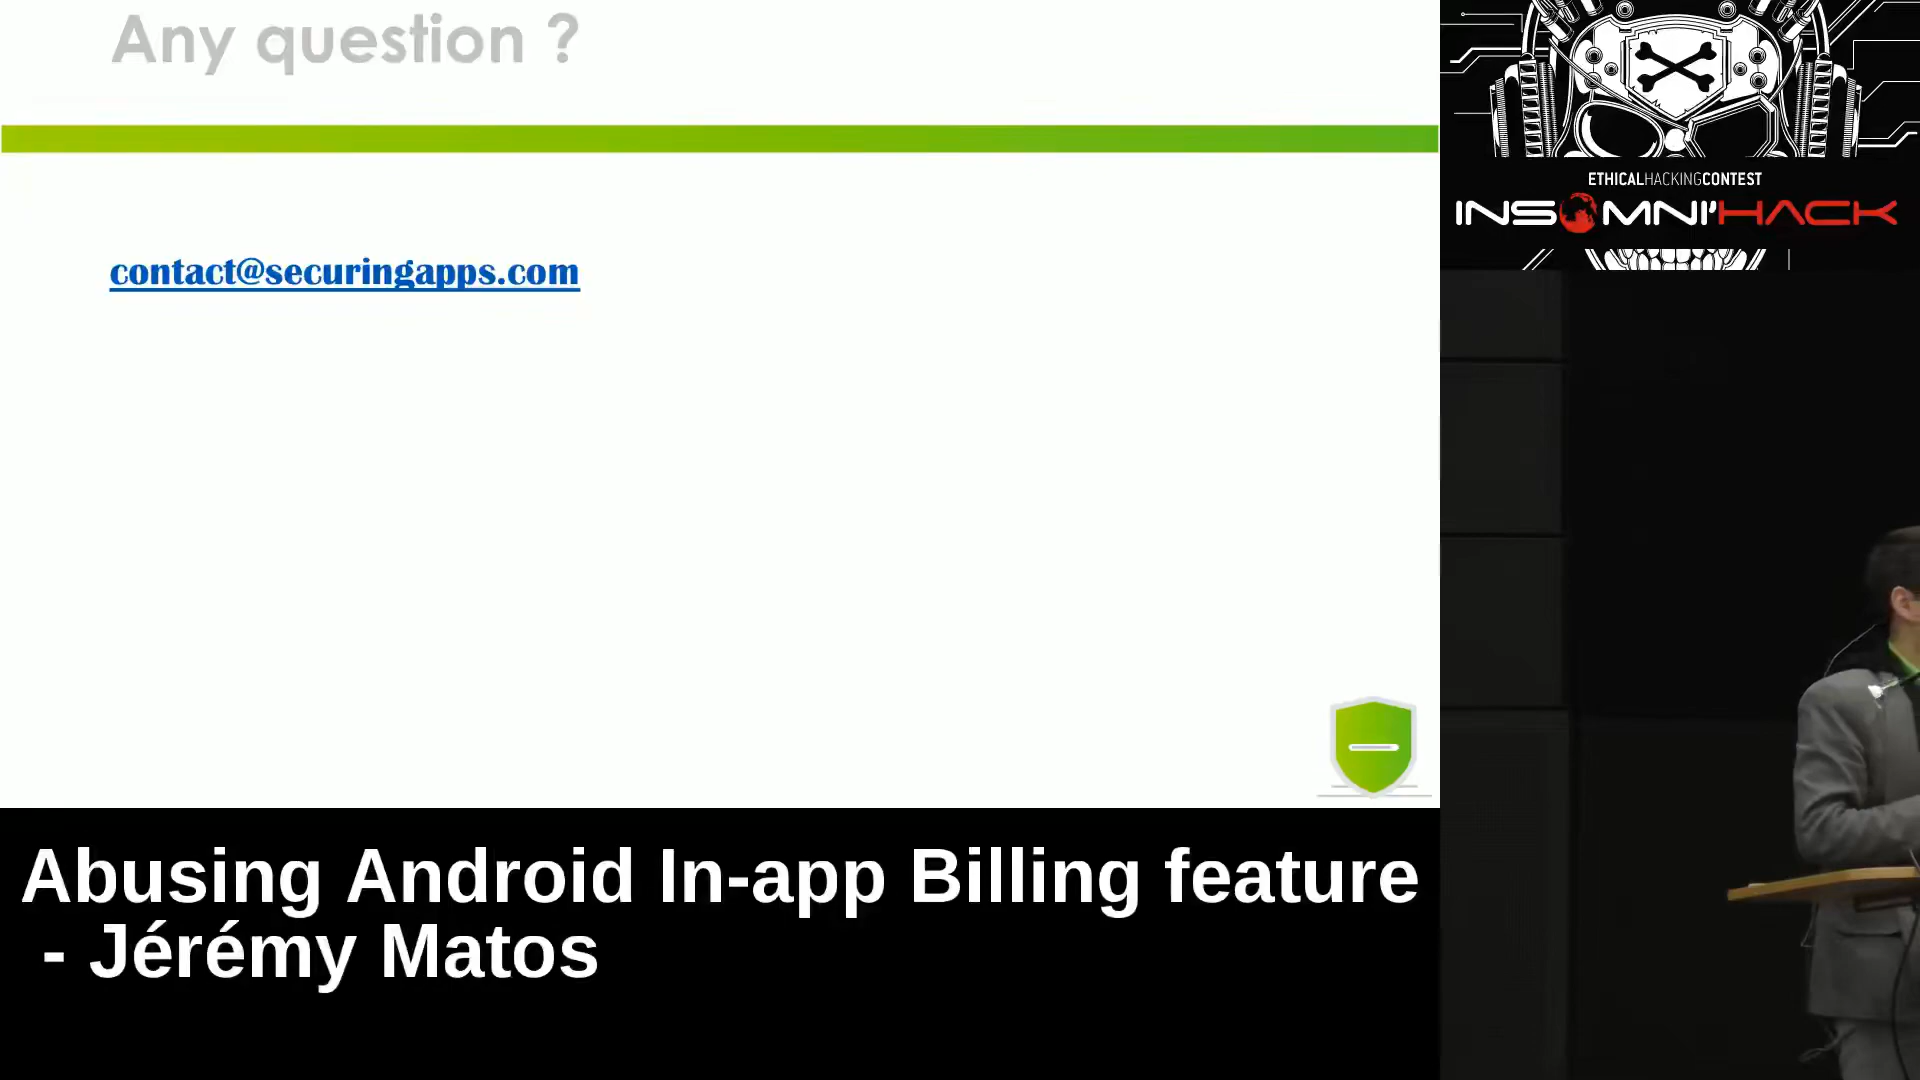 Any question ?
contact@securingapps.com
ETHICALHACKINGCONTEST
INSOMNI'HACK
Abusing Android In-app Billing feature
- Jérémy Matos